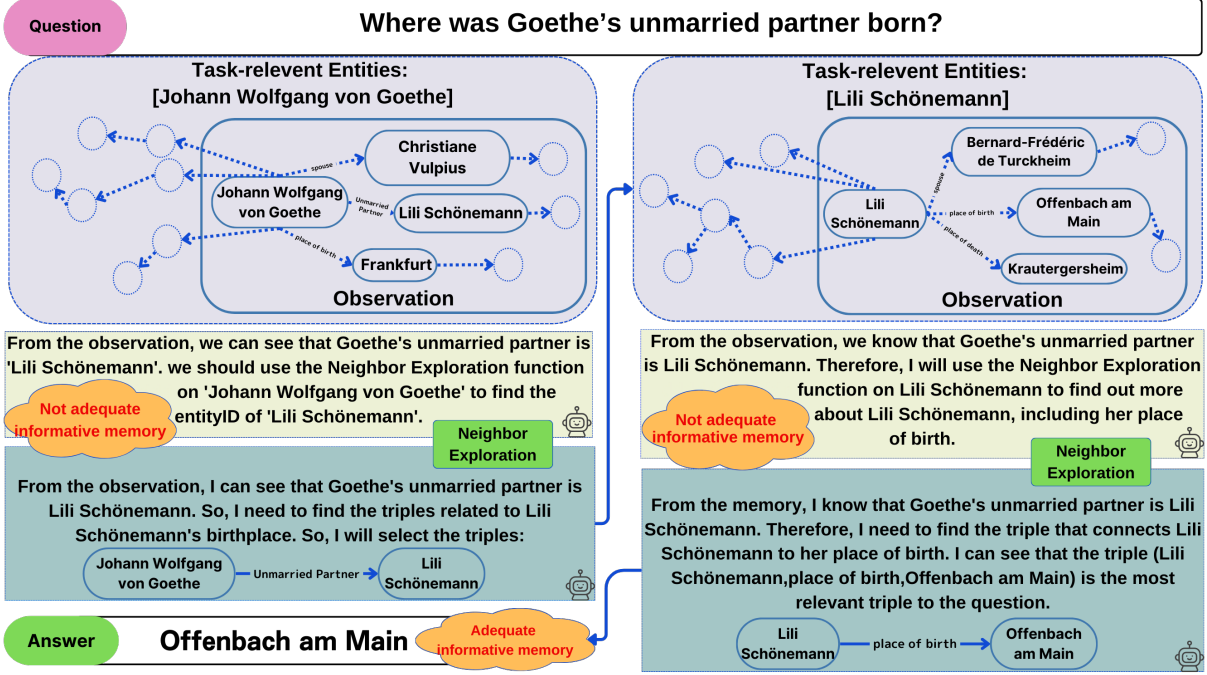 Question
Where was Goethe’s unmarried partner born?
Task-relevent Entities:
[Johann Wolfgang von Goethe]
Christiane
Vulpius
spouse
Johann Wolfgang
von Goethe
Unmarried
Partner
Lili Schönemann
place of birth
Frankfurt
Observation
From the observation, we can see that Goethe's unmarried partner is
'Lili Schönemann'. we should use the Neighbor Exploration function
on 'Johann Wolfgang von Goethe' to find the
entityID of 'Lili Schönemann'.
Not adequate
informative memory
Neighbor
Exploration
From the observation, I can see that Goethe's unmarried partner is
Lili Schönemann. So, I need to find the triples related to Lili
Schönemann's birthplace. So, I will select the triples:
Johann Wolfgang
von Goethe
Unmarried Partner
Lili
Schönemann
Task-relevent Entities:
[Lili Schönemann]
Bernard-Frédéric
de Turckheim
spouse
Lili
Schönemann
place of birth
Offenbach am
Main
place of death
Krautergersheim
Observation
From the observation, we know that Goethe's unmarried partner
is Lili Schönemann. Therefore, I will use the Neighbor Exploration
function on Lili Schönemann to find out more
about Lili Schönemann, including her place
of birth.
Not adequate
informative memory
Neighbor
Exploration
From the memory, I know that Goethe's unmarried partner is Lili
Schönemann. Therefore, I need to find the triple that connects Lili
Schönemann to her place of birth. I can see that the triple (Lili
Schönemann,place of birth,Offenbach am Main) is the most
relevant triple to the question.
Lili
Schönemann
place of birth
Offenbach
am Main
Answer
Offenbach am Main
Adequate
informative memory